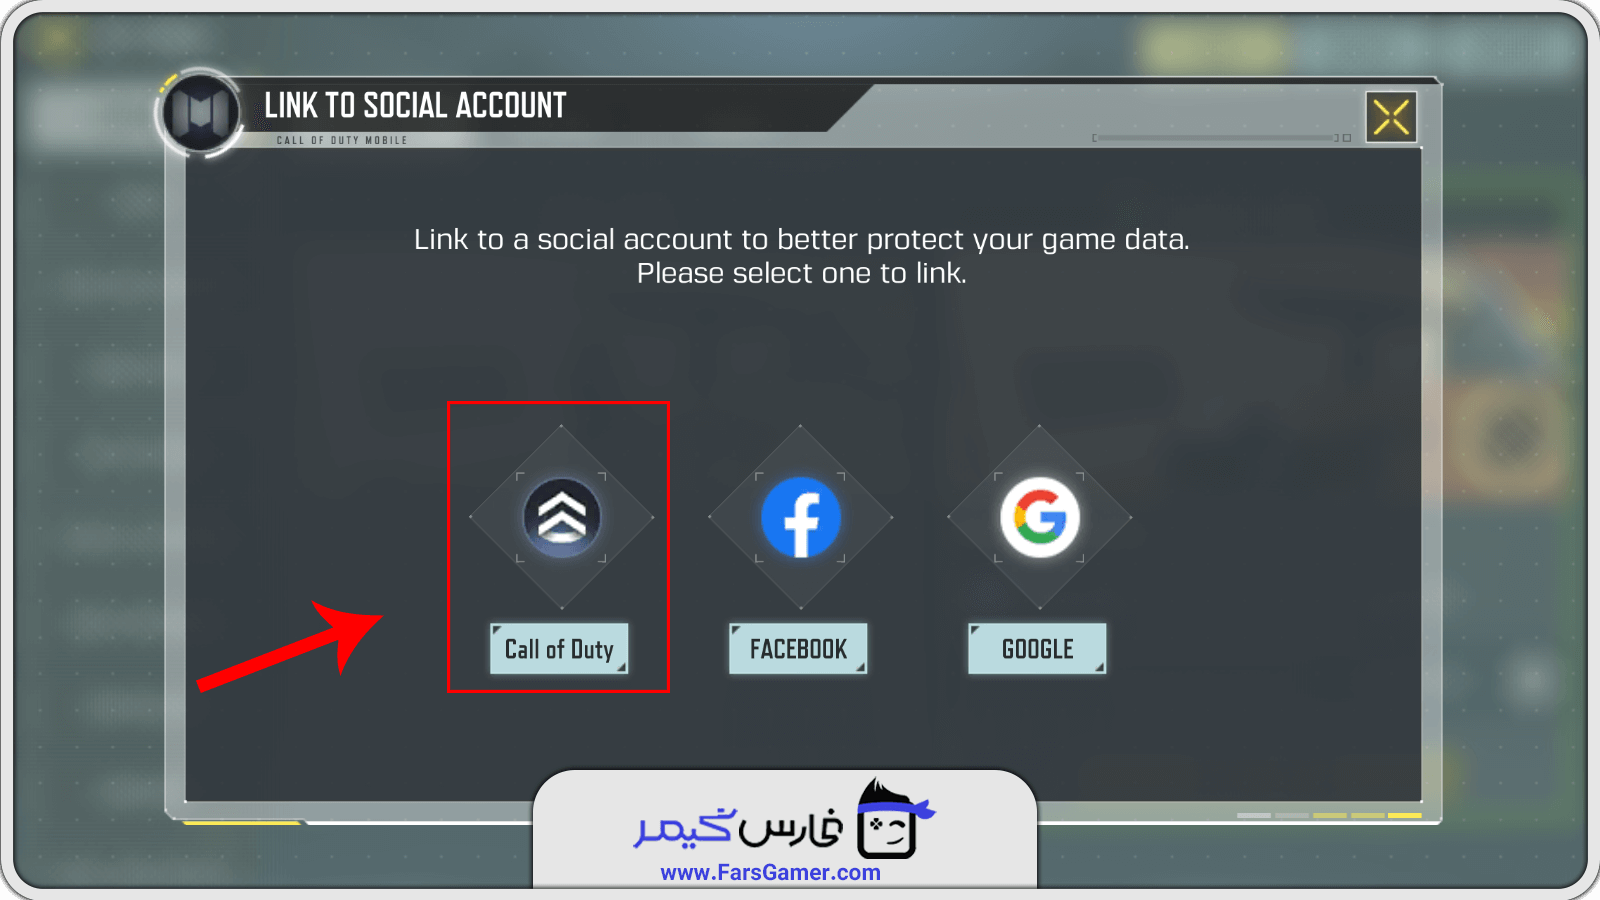 LINK TO SOCIAL ACCOUNT
CALL OF DUTY MOBILE
Link to a social account to better protect your game data.
Please select one to link.
Call of Duty
FACEBOOK
GOOGLE
فارس گیمر
www.FarsGamer.com